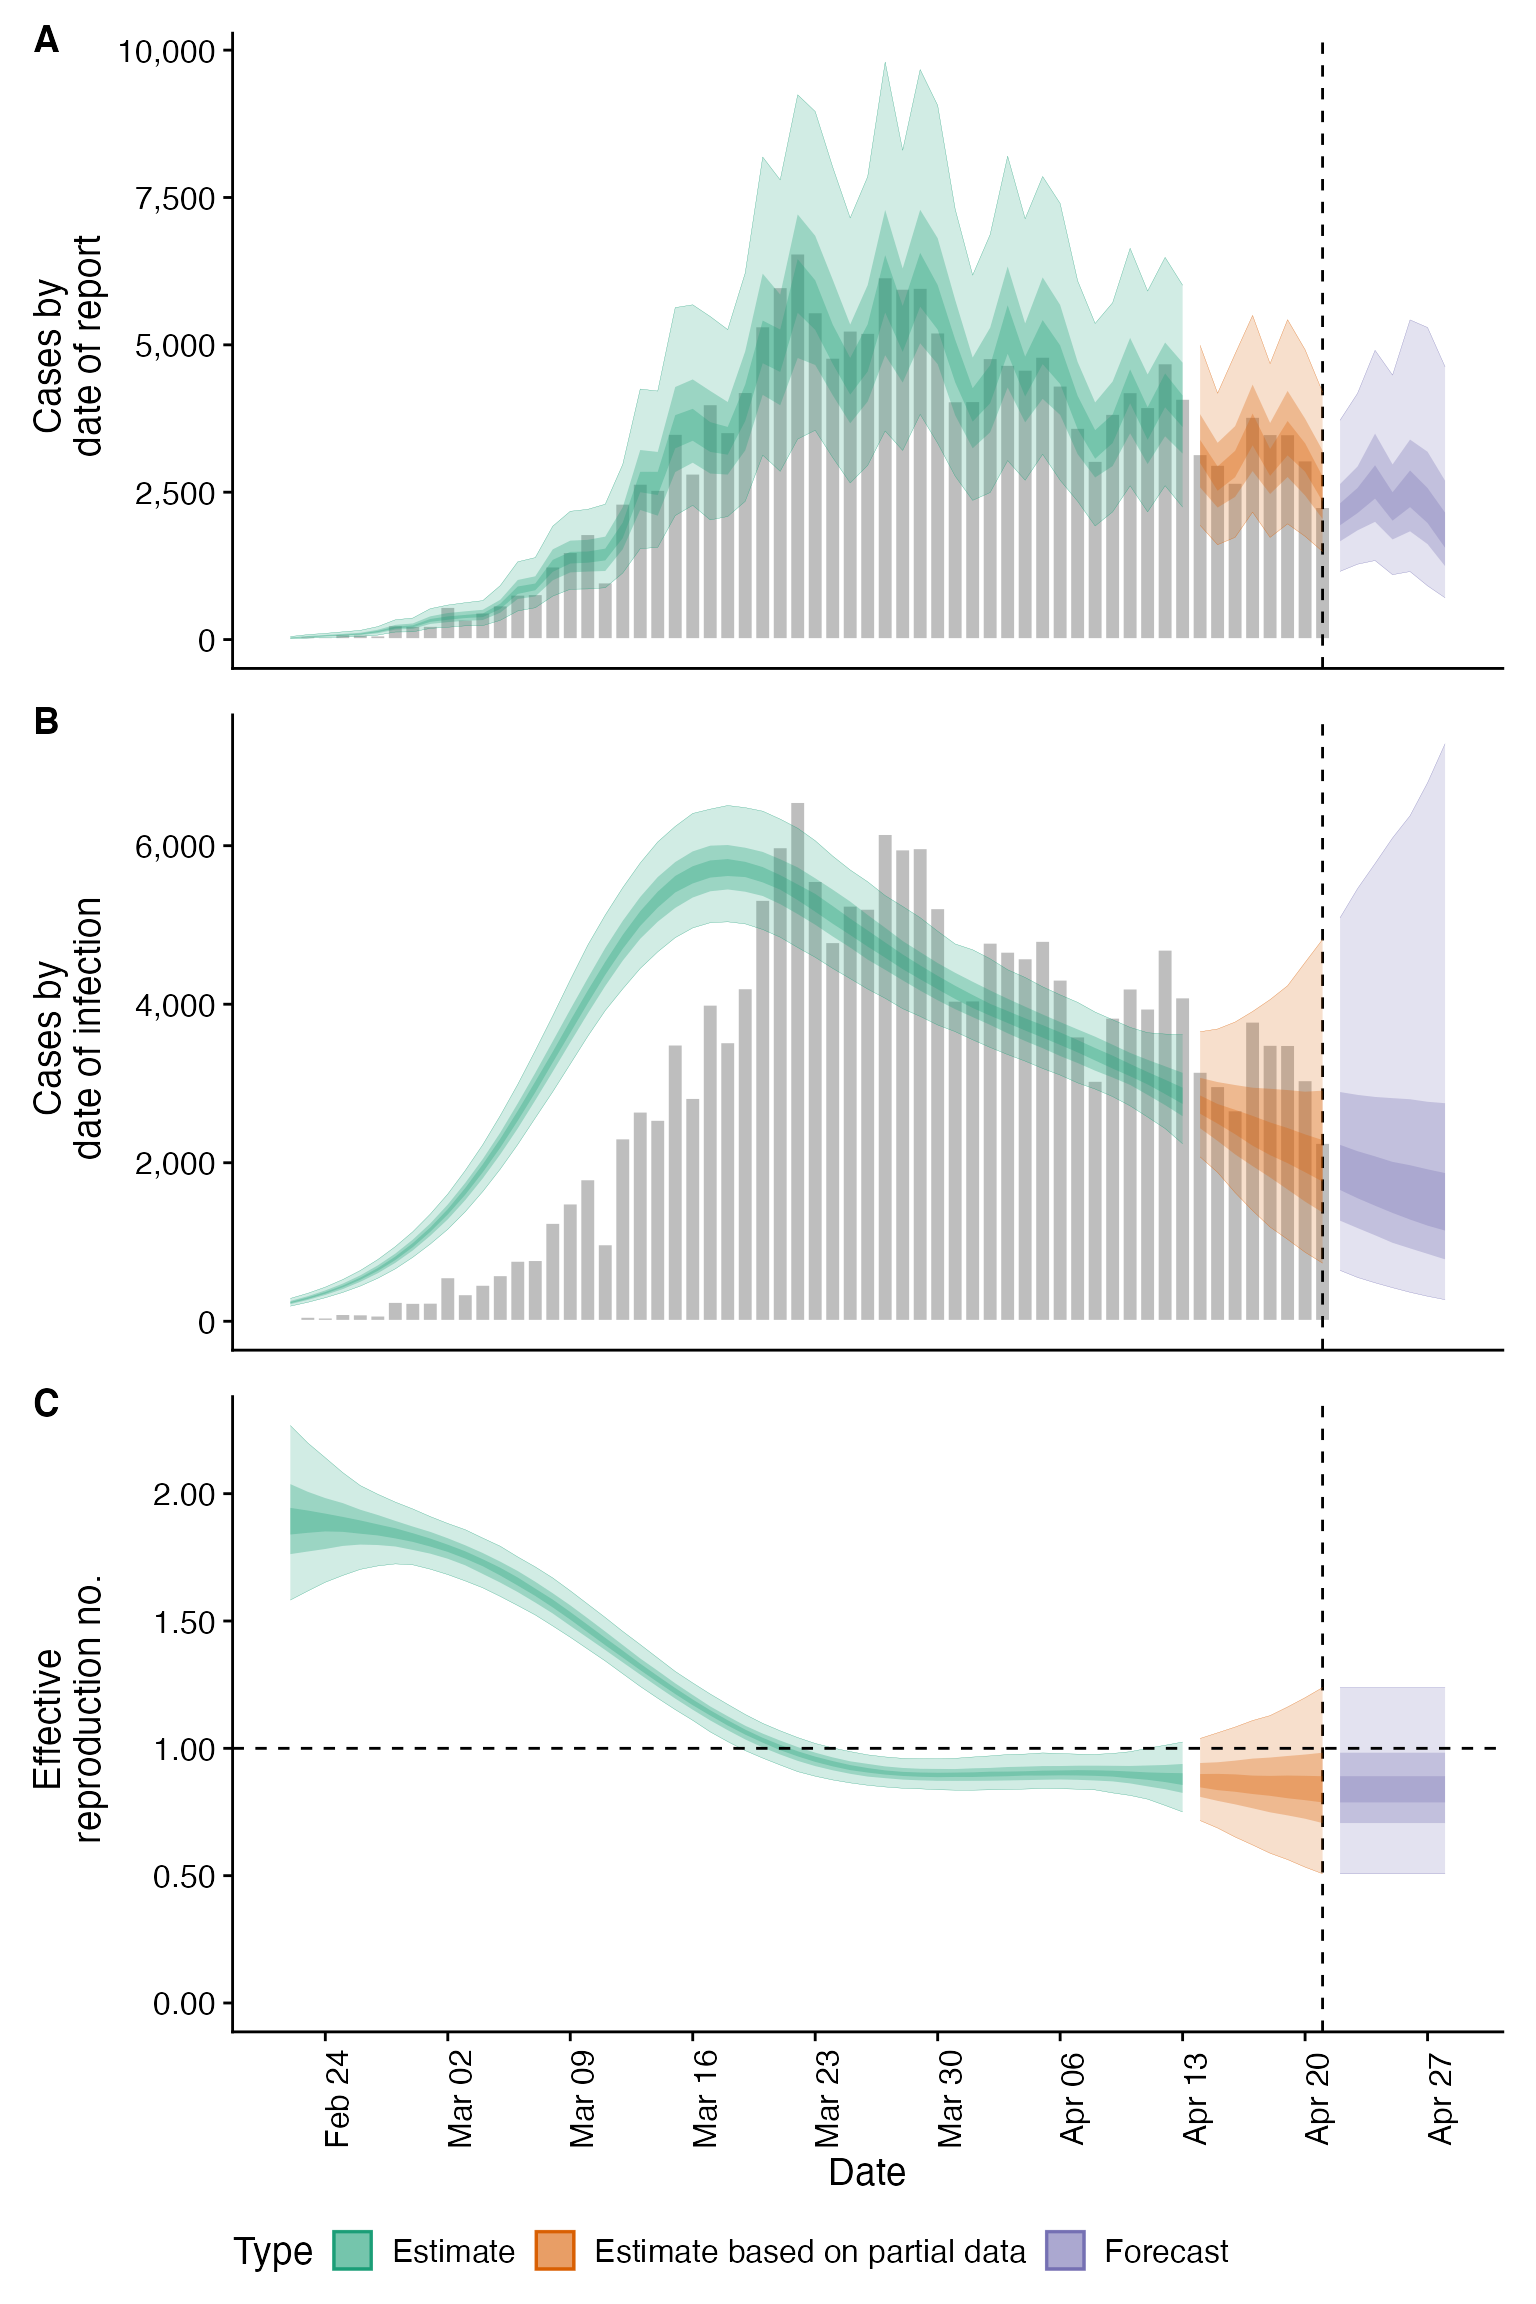 A
10,000
7,500
5,000
2,500
0
Cases by
date of report
B
6,000
4,000
2,000
0
Cases by
date of infection
C
2.00
1.50
1.00
0.50
0.00
Effective
reproduction no.
Feb 24
Mar 02
Mar 09
Mar 16
Mar 23
Mar 30
Apr 06
Apr 13
Apr 20
Apr 27
Date
Type Estimate Estimate based on partial data Forecast